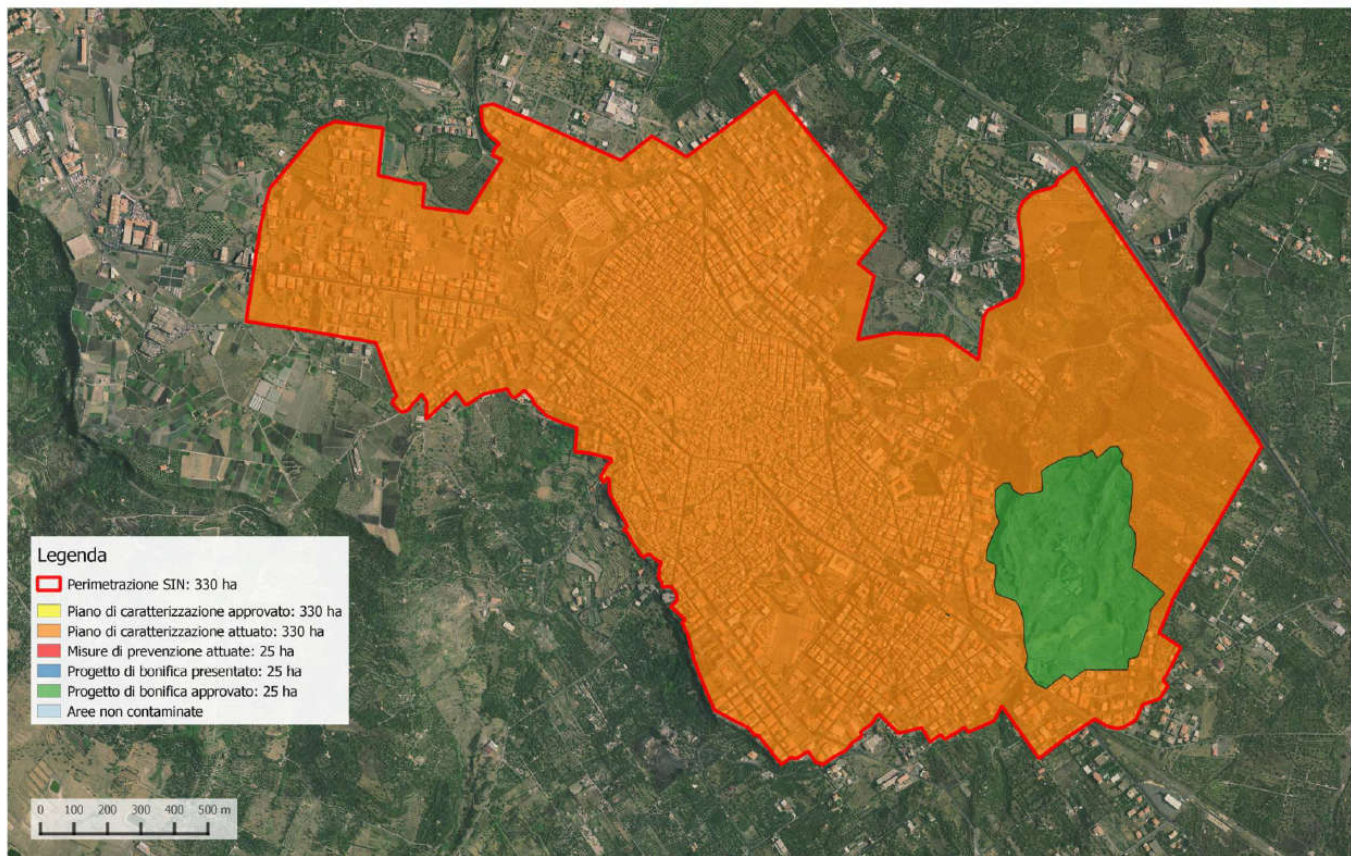 Legenda
Perimetrazione SIN: 330 ha
Piano di caratterizzazione approvato: 330 ha
Piano di caratterizzazione attuato: 330 ha
Misure di prevenzione attuate: 25 ha
Progetto di bonifica presentato: 25 ha
Progetto di bonifica approvato: 25 ha
Aree non contaminate
0 100 200 300 400 500 m